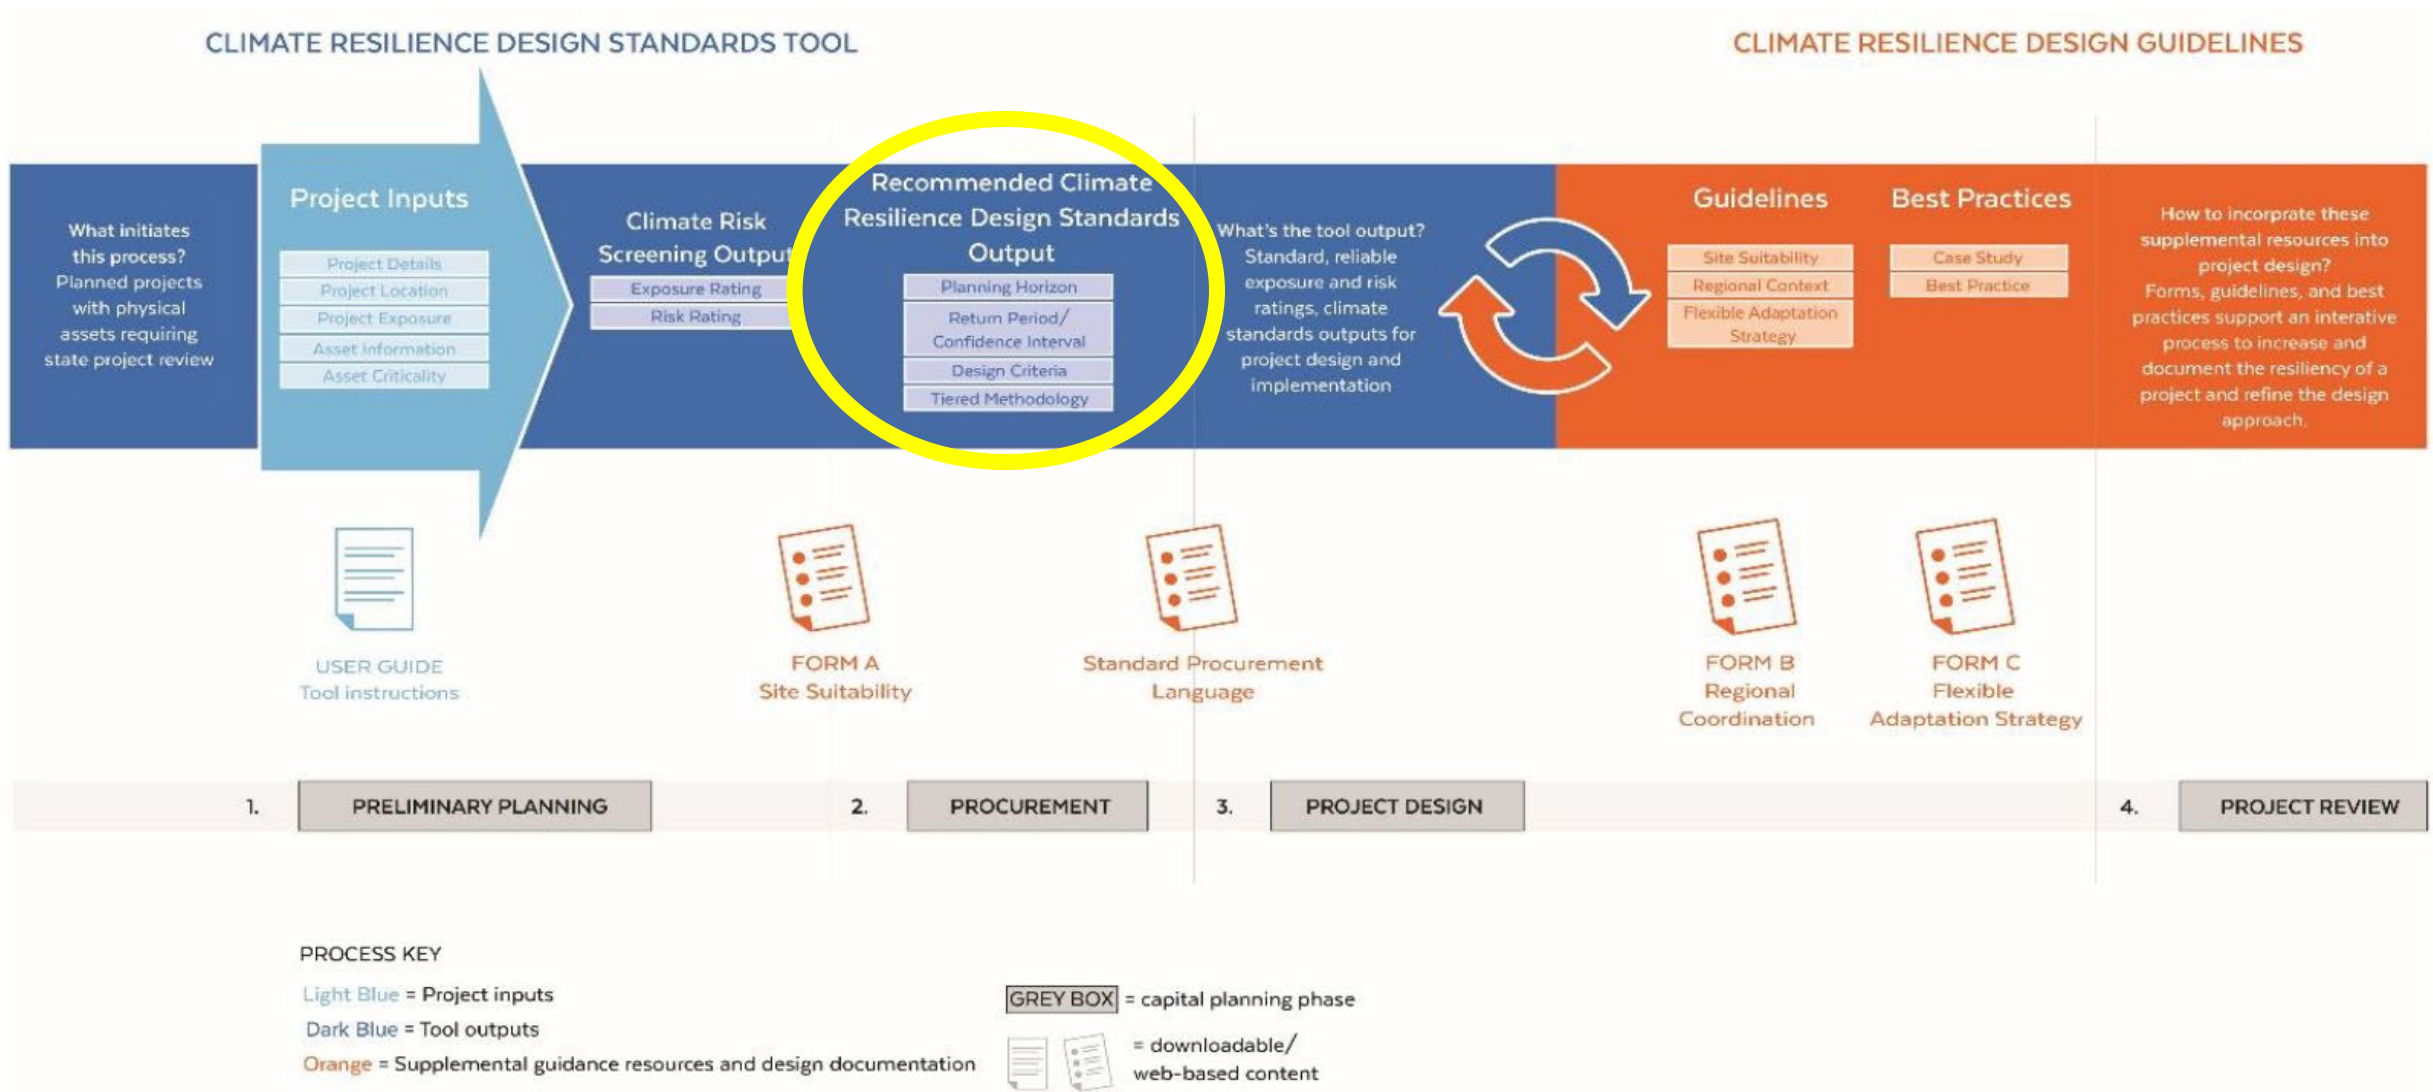 CLIMATE RESILIENCE DESIGN STANDARDS TOOL
CLIMATE RESILIENCE DESIGN GUIDELINES
What initiates
this process?
Planned projects
with physical
assets requiring
state project review
Project Inputs
Project Details
Project Location
Project Exposure
Asset Information
Asset Criticality
Climate Risk
Screening Output
Exposure Rating
Risk Rating
Recommended Climate
Resilience Design Standards
Output
Planning Horizon
Return Period/
Confidence Interval
Design Criteria
Tiered Methodology
What's the tool output?
Standard, reliable
exposure and risk
ratings, climate
standards outputs for
project design and
implementation
Guidelines
Site Suitability
Regional Context
Flexible Adaptation
Strategy
Best Practices
Case Study
Best Practice
How to incorprate these
supplemental resources into
project design?
Forms, guidelines, and best
practices support an interative
process to increase and
document the resiliency of a
project and refine the design
approach.
USER GUIDE
Tool instructions
FORM A
Site Suitability
Standard Procurement
Language
FORM B
Regional
Coordination
FORM C
Flexible
Adaptation Strategy
1. PRELIMINARY PLANNING
2. PROCUREMENT
3. PROJECT DESIGN
4. PROJECT REVIEW
PROCESS KEY
Light Blue = Project inputs
Dark Blue = Tool outputs
Orange = Supplemental guidance resources and design documentation
GREY BOX = capital planning phase
= downloadable/
web-based content